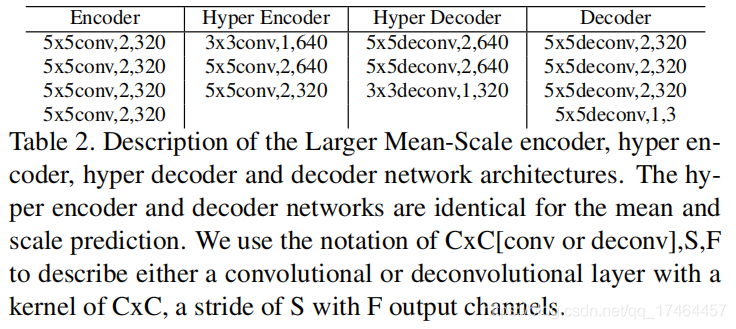 Encoder Hyper Encoder Hyper Decoder Decoder
5x5conv,2,320 3x3conv,1,640 5x5deconv,2,640 5x5deconv,2,320
5x5conv,2,320 5x5conv,2,640 5x5deconv,2,640 5x5deconv,2,320
5x5conv,2,320 5x5conv,2,320 3x3deconv,1,320 5x5deconv,2,320
5x5conv,2,320 5x5deconv,1,3
Table 2. Description of the Larger Mean-Scale encoder, hyper en-
coder, hyper decoder and decoder network architectures. The hy-
per encoder and decoder networks are identical for the mean and
scale prediction. We use the notation of CxC[conv or deconv],S,F
to describe either a convolutional or deconvolutional layer with a
kernel of CxC, a stride of S with F output channels.
csdn.net/qq_17464457